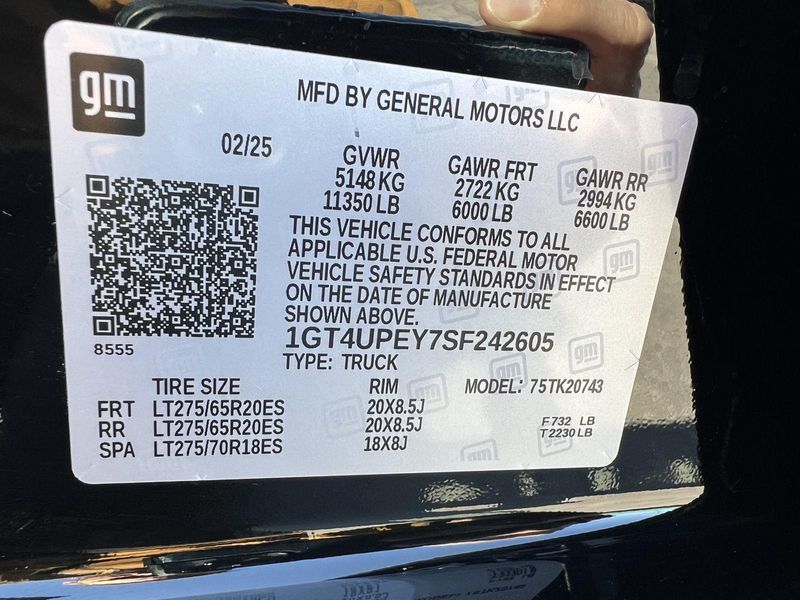 gm
MFD BY GENERAL MOTORS LLC
02/25
GVWR
5148 KG
11350 LB
GAWR FRT
2722 KG
6000 LB
GAWR RR
2994 KG
6600 LB
THIS VEHICLE CONFORMS TO ALL
APPLICABLE U.S. FEDERAL MOTOR
VEHICLE SAFETY STANDARDS IN EFFECT
ON THE DATE OF MANUFACTURE
SHOWN ABOVE.
8555
1GT4UPEY7SF242605
TYPE: TRUCK
TIRE SIZE RIM MODEL: 75TK20743
FRT LT275/65R20ES 20X8.5J
RR LT275/65R20ES 20X8.5J
SPA LT275/70R18ES 18X8J
F 732 LB
T 2230 LB